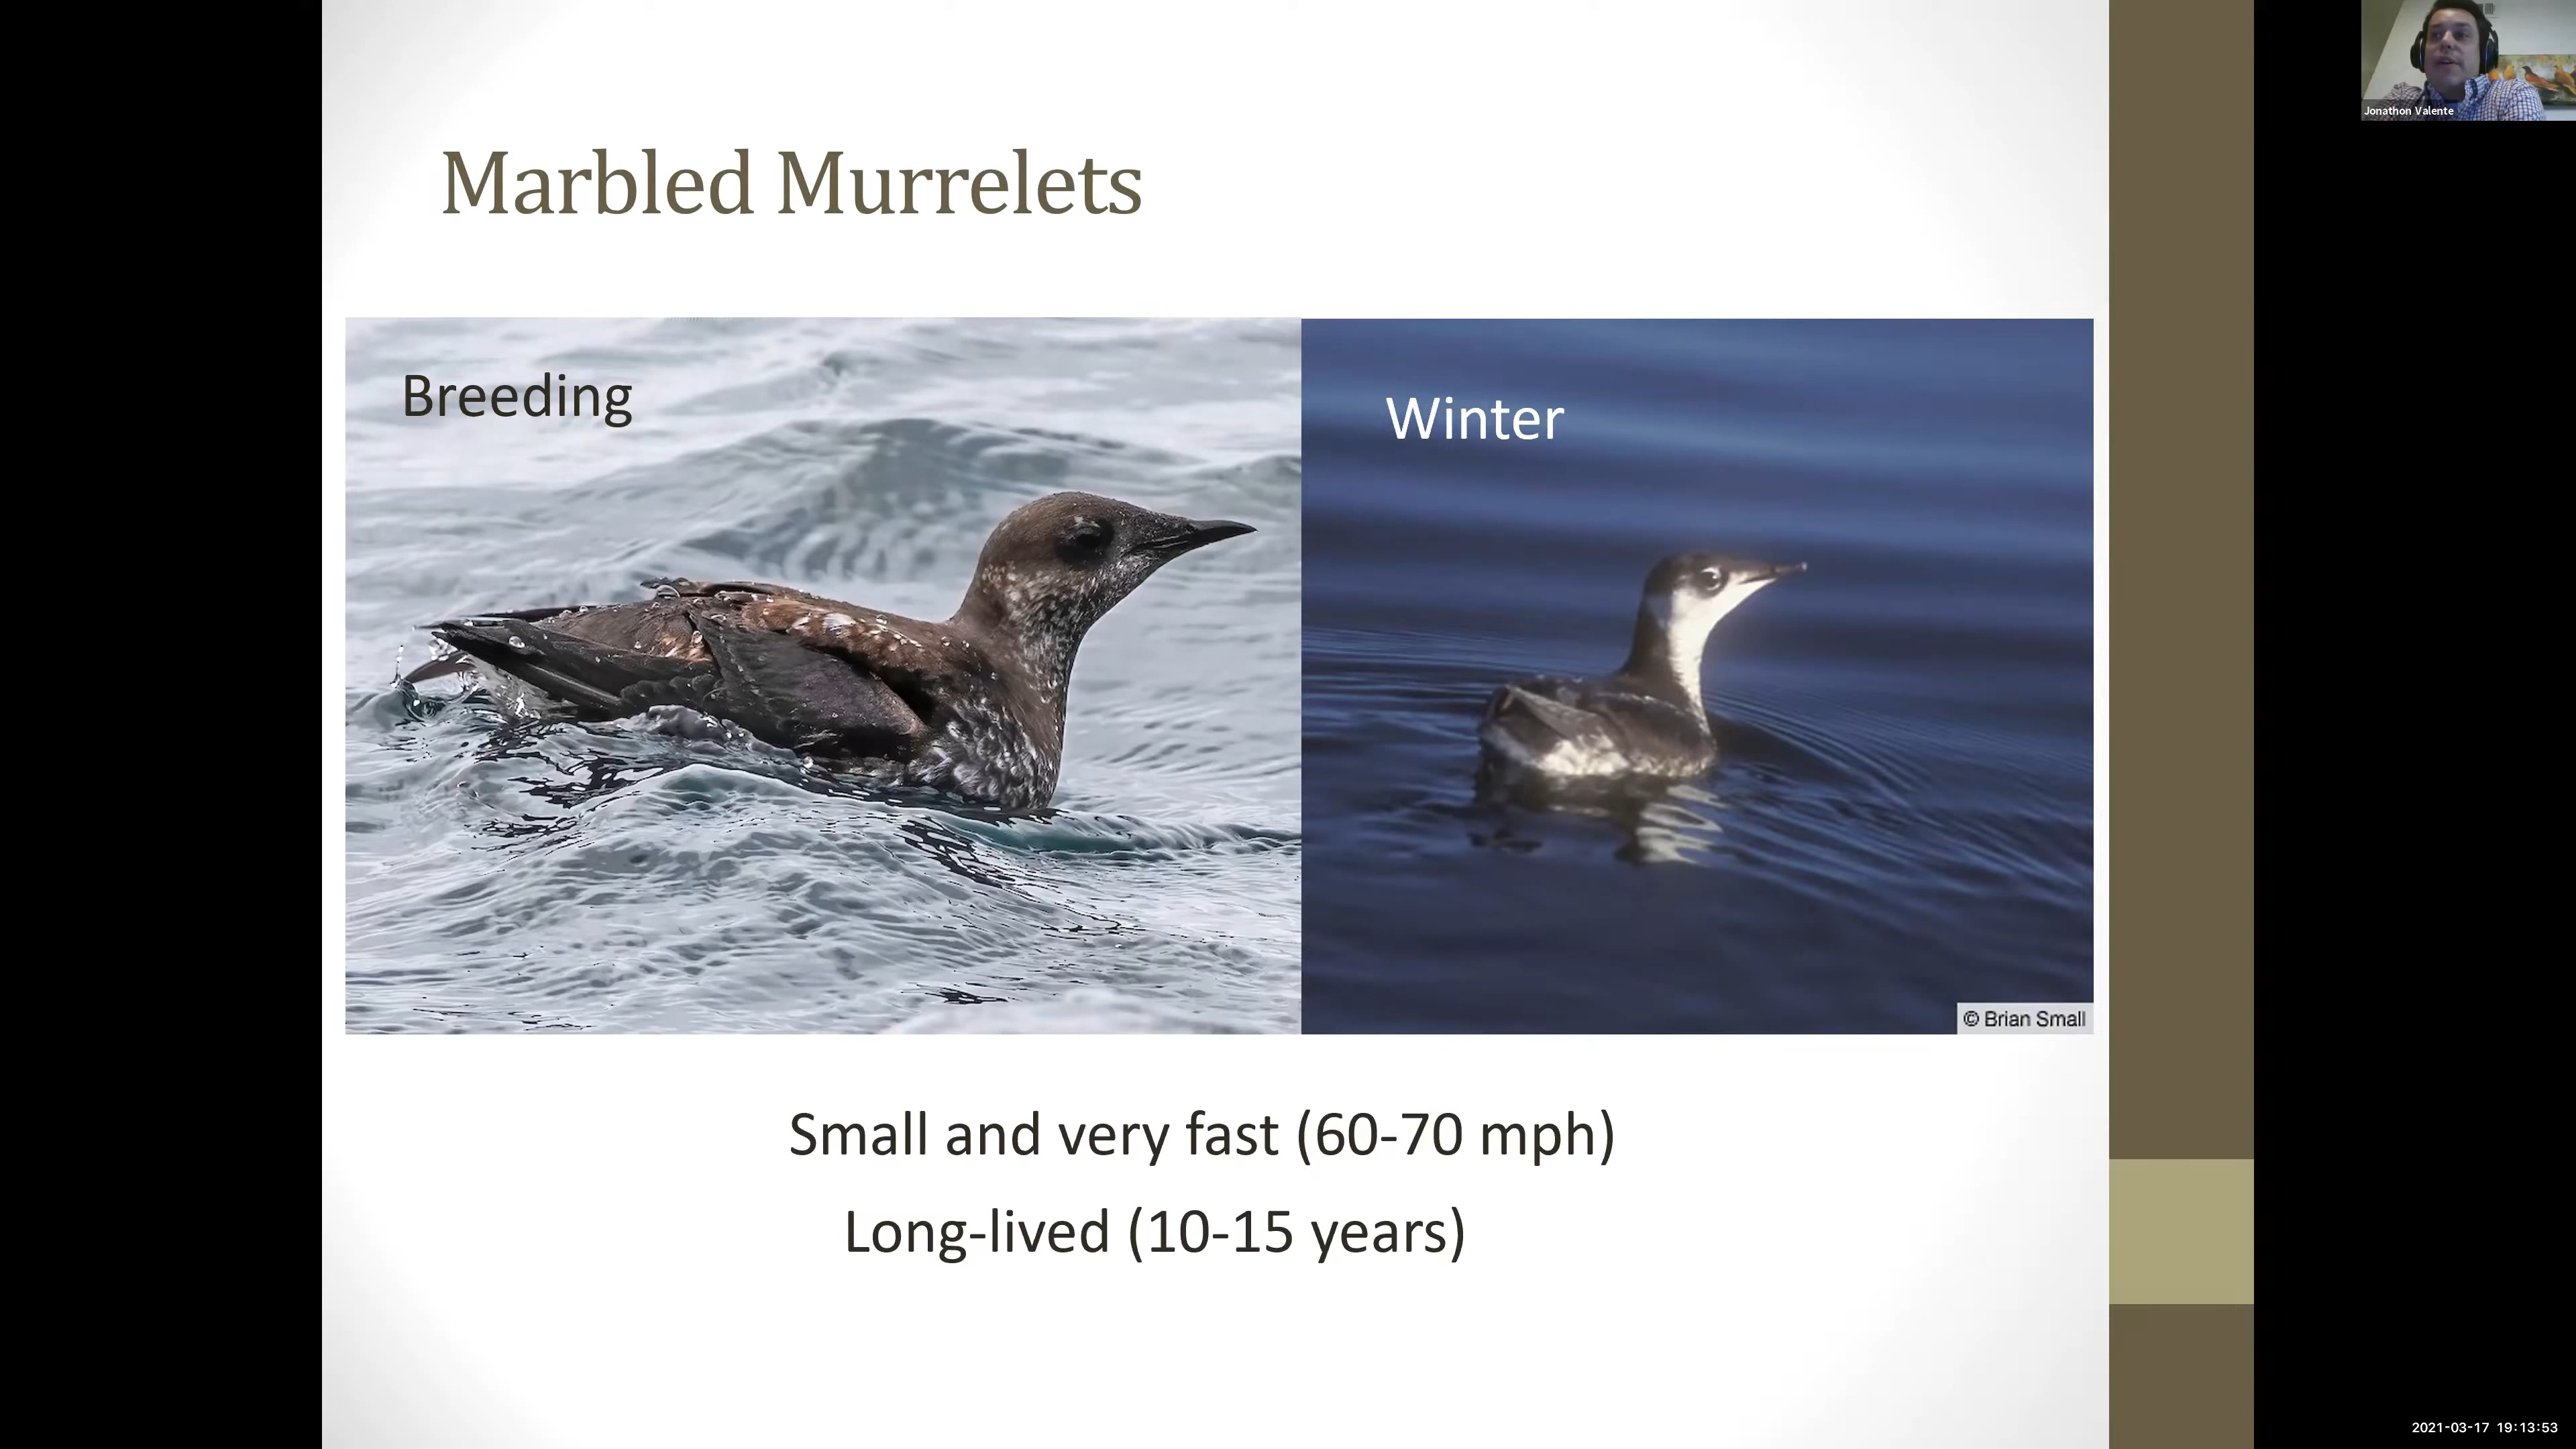 Jonathon Valente
Marbled Murrelets
Breeding
Winter
© Brian Small
Small and very fast (60-70 mph)
Long-lived (10-15 years)
2021-03-17 19:13:53